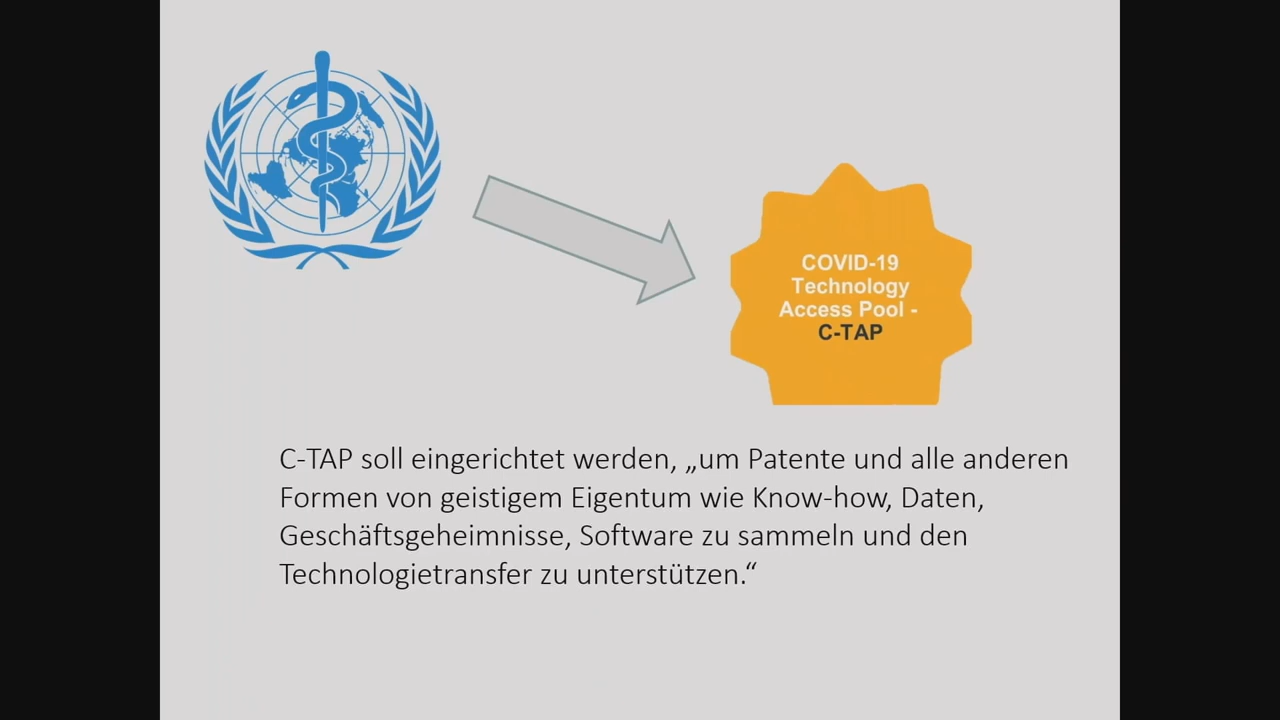 COVID-19
Technology
Access Pool -
C-TAP
C-TAP soll eingerichtet werden, „um Patente und alle anderen
Formen von geistigem Eigentum wie Know-how, Daten,
Geschäftsgeheimnisse, Software zu sammeln und den
Technologietransfer zu unterstützen.“